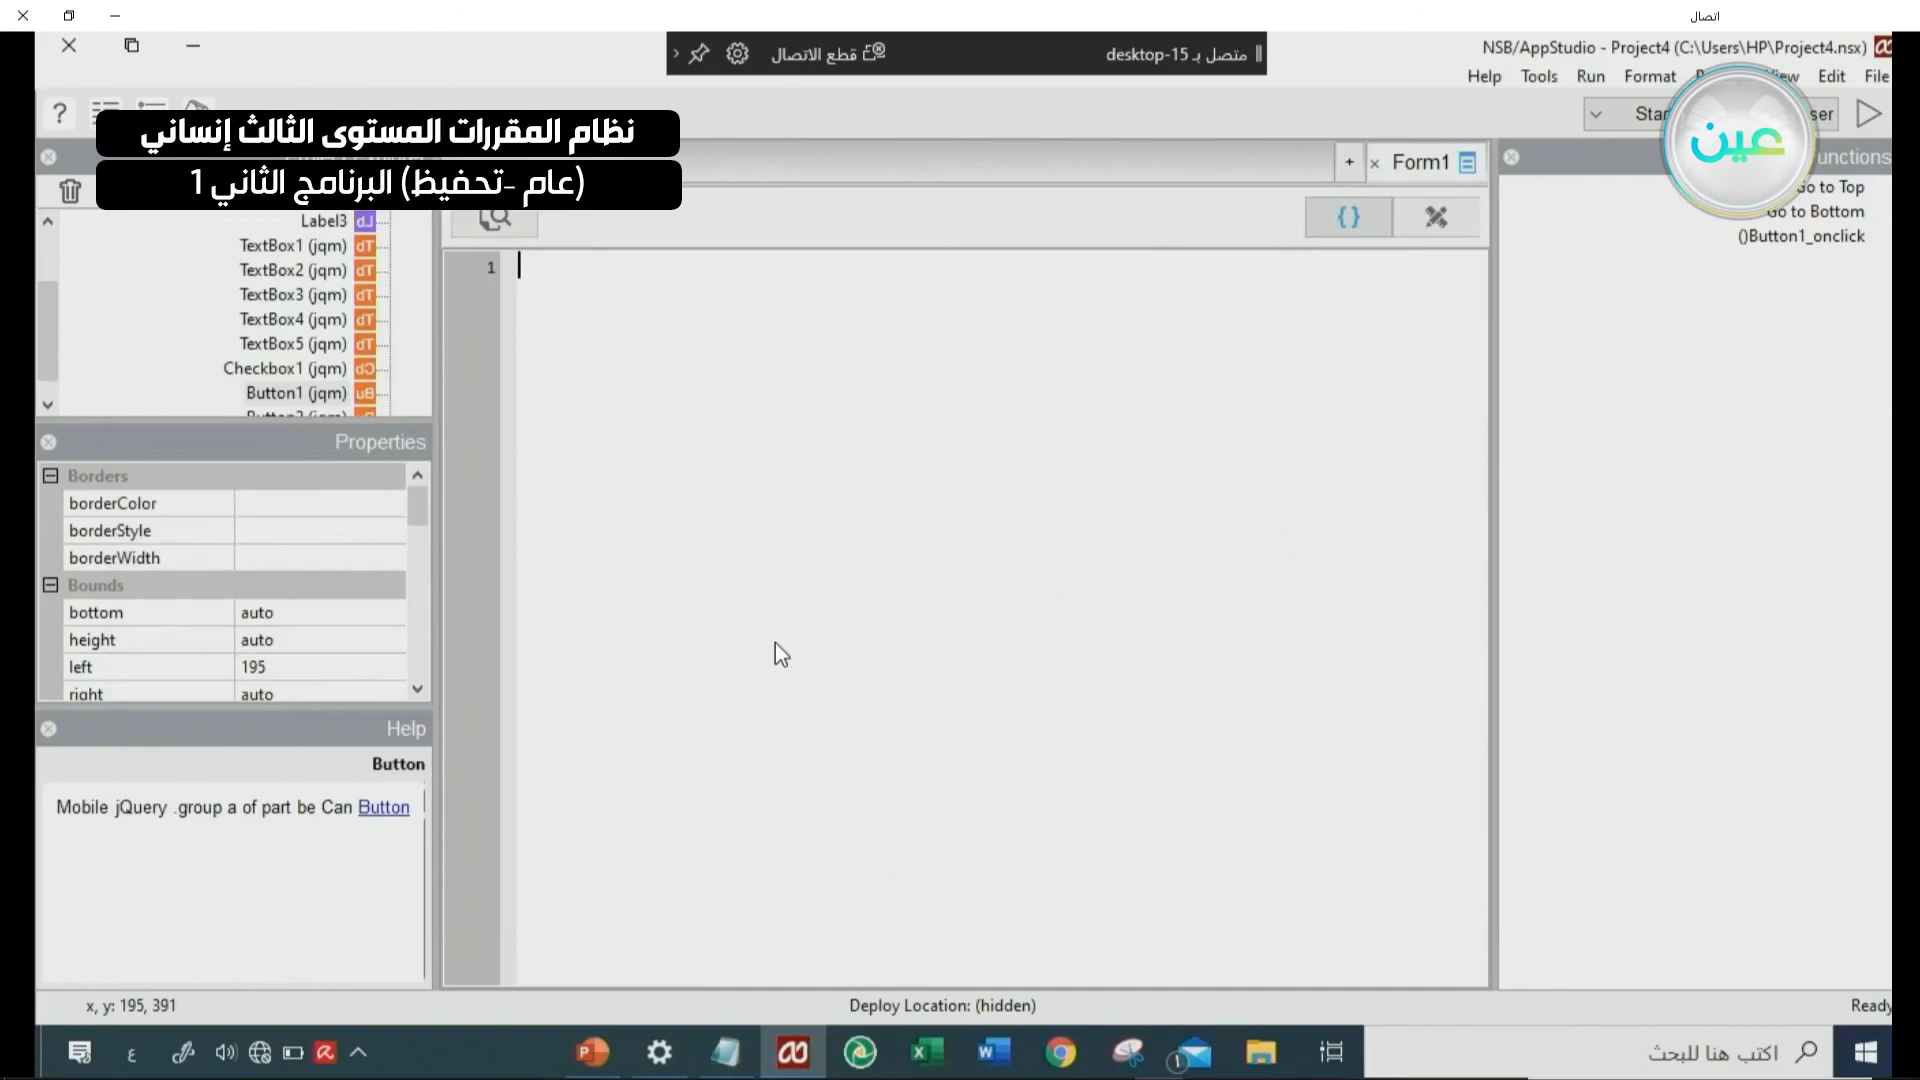 اتصال
NSB/AppStudio - Project4 (C:\Users\HP\Project4.nsx)
متصل بـ desktop-15
قطع الاتصال
File
Edit
Format
Run
Tools
Help
نظام المقررات المستوى الثالث إنساني
(عام -تحفيظ) البرنامج الثاني 1
عين
Form1
Go to Top
Go to Bottom
()Button1_onclick
Label3
TextBox1 (jqm)
TextBox2 (jqm)
TextBox3 (jqm)
TextBox4 (jqm)
TextBox5 (jqm)
Checkbox1 (jqm)
Button1 (jqm)
1
Properties
Borders
borderColor
borderStyle
borderWidth
Bounds
bottom auto
height auto
left 195
right auto
Help
Button
Mobile jQuery .group a of part be Can Button
x, y: 195, 391
Deploy Location: (hidden)
Ready
اكتب هنا للبحث
ع